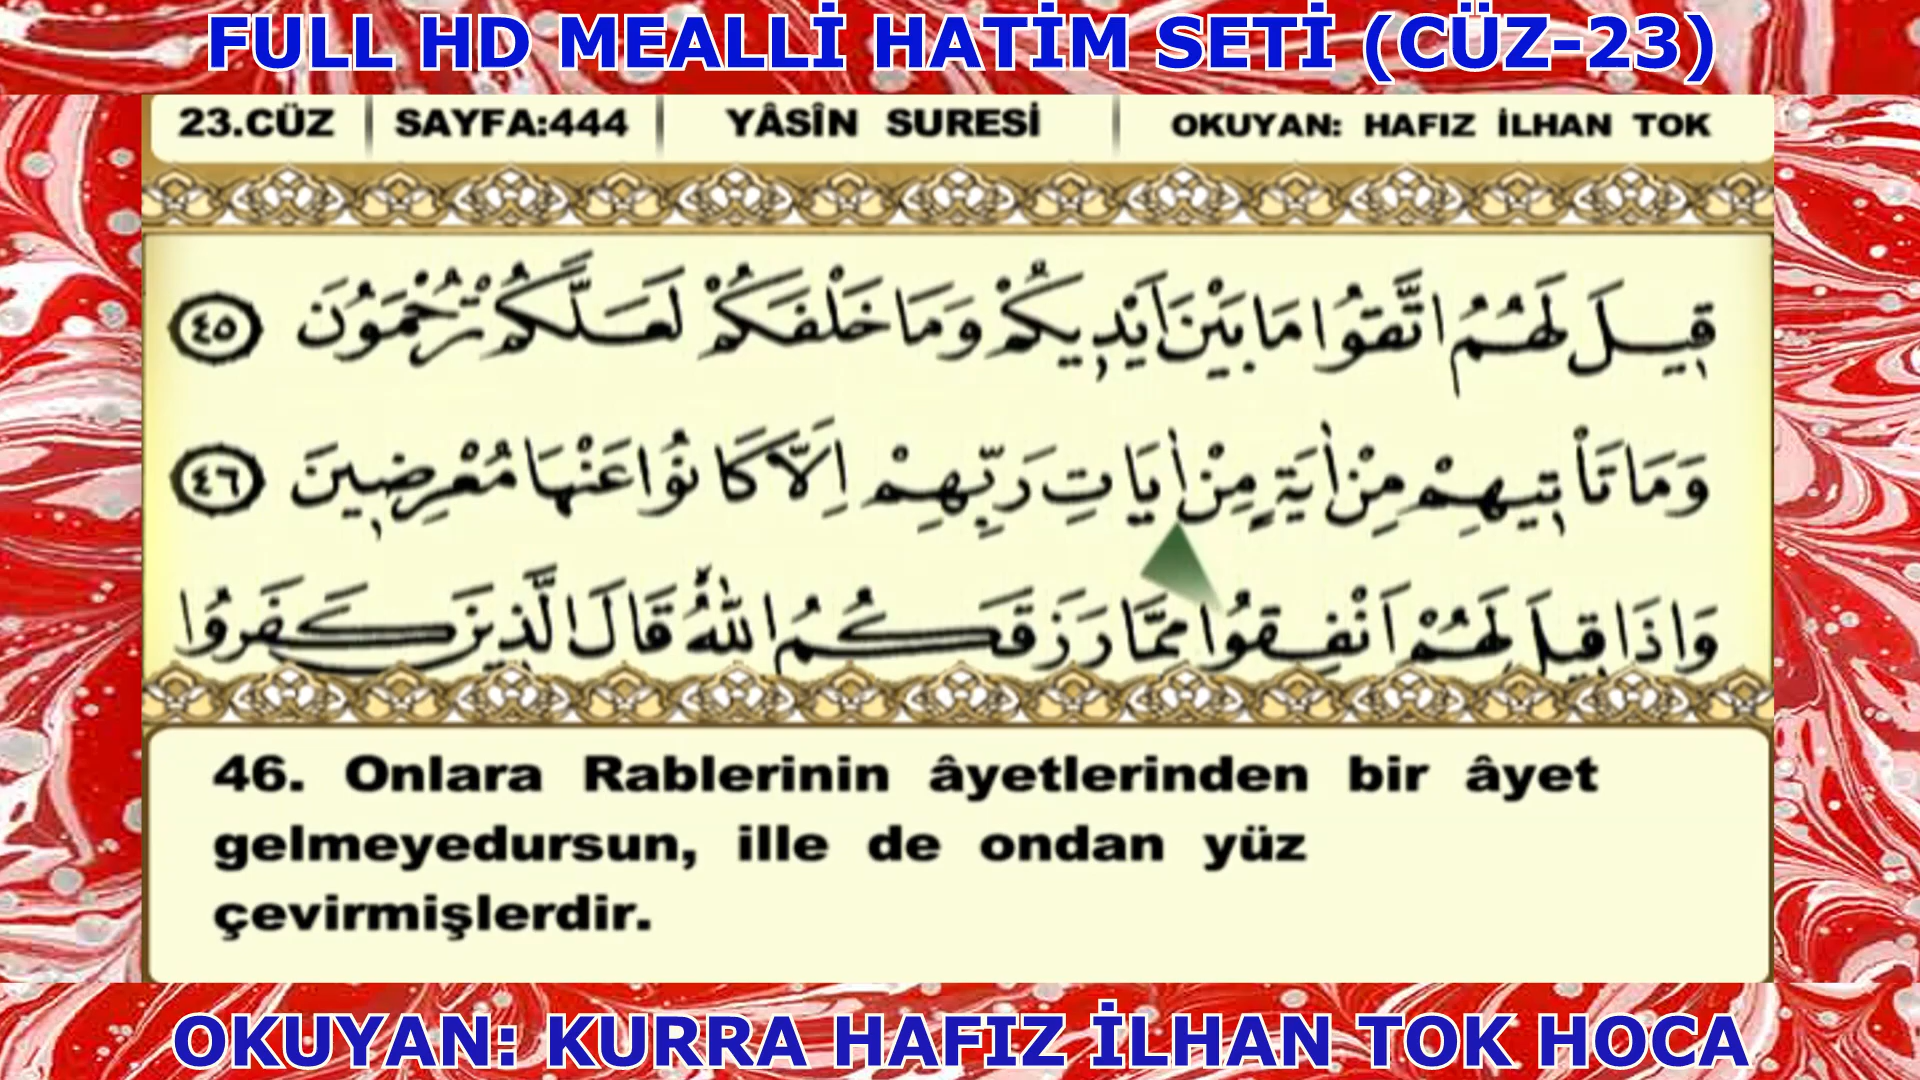 FULL HD MEALLİ HATİM SETİ (CÜZ-23)
23.CÜZ SAYFA:444 YÂSÎN SURESİ OKUYAN: HAFIZ İLHAN TOK
قِيلَ لَهُمُ اتَّقُوا مَا بَيْنَ اَيْدِيكُمْ وَمَا خَلْفَكُمْ لَعَلَّكُمْ تُرْحَمُونَ ٤٥
وَمَا تَأْتِيهِمْ مِنْ اٰيَةٍ مِنْ اٰيَاتِ رَبِّهِمْ اِلَّا كَانُوا عَنْهَا مُعْرِضِينَ ٤٦
وَاِذَا قِيلَ لَهُمْ اَنْفِقُوا مِمَّا رَزَقَكُمُ اللّٰهُ قَالَ الَّذِينَ كَفَرُوا
46. Onlara Rablerinin âyetlerinden bir âyet
gelmeyedursun, ille de ondan yüz
çevirmişlerdir.
OKUYAN: KURRA HAFIZ İLHAN TOK HOCA